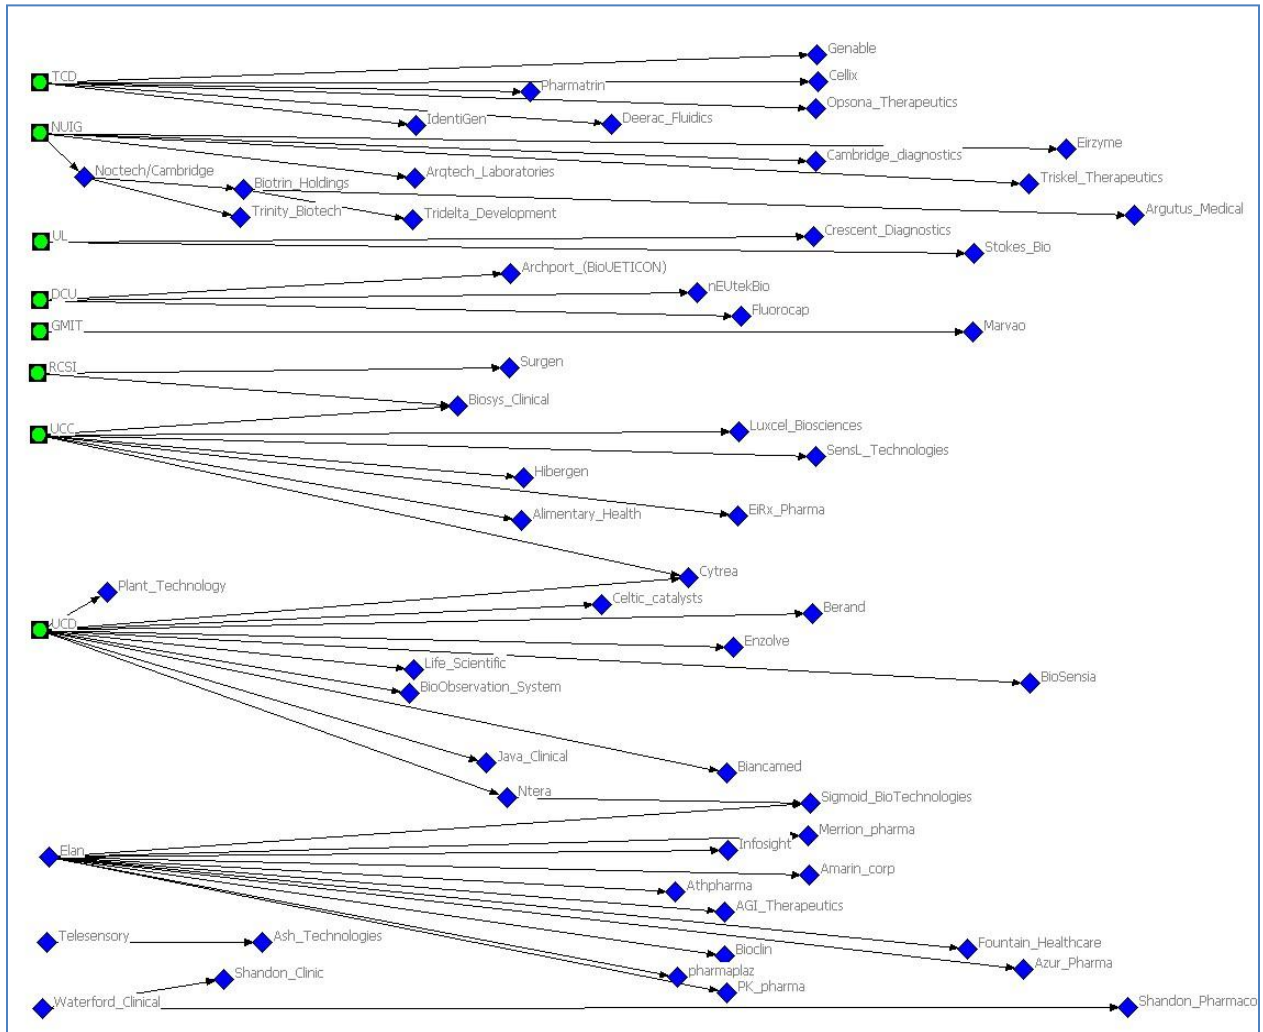 Genable
TCD
Cellix
Pharmatrin
Opsona_Therapeutics
IdentiGen
Deerac_Fluidics
NUIG
Eirzyme
Cambridge_diagnostics
Noctech/Cambridge
Arqtech_Laboratories
Triskel_Therapeutics
Biotrin_Holdings
Trinity_Biotech
Tridelta_Development
Argutus_Medical
UL
Crescent_Diagnostics
Stokes_Bio
Archport_(BioUETICON)
DCU
nEUtekBio
Fluorocap
GMIT
Marvao
RCSI
Surgen
Biosys_Clinical
UCC
Luxcel_Biosciences
SensL_Technologies
Hibergen
Alimentary_Health
EiRx_Pharma
Cytrea
Plant_Technology
Celtic_catalysts
Berand
UCD
Enzolve
Life_Scientific
BioSensia
BioObservation_System
Java_Clinical
Biancamed
Ntera
Sigmoid_BioTechnologies
Merrion_pharma
Elan
Infosight
Amarin_corp
Athpharma
AGI_Therapeutics
Telesensory
Ash_Technologies
Fountain_Healthcare
Bioclin
Azur_Pharma
Shandon_Clinic
pharmaplaz
PK_pharma
Waterford_Clinical
Shandon_Pharmaco